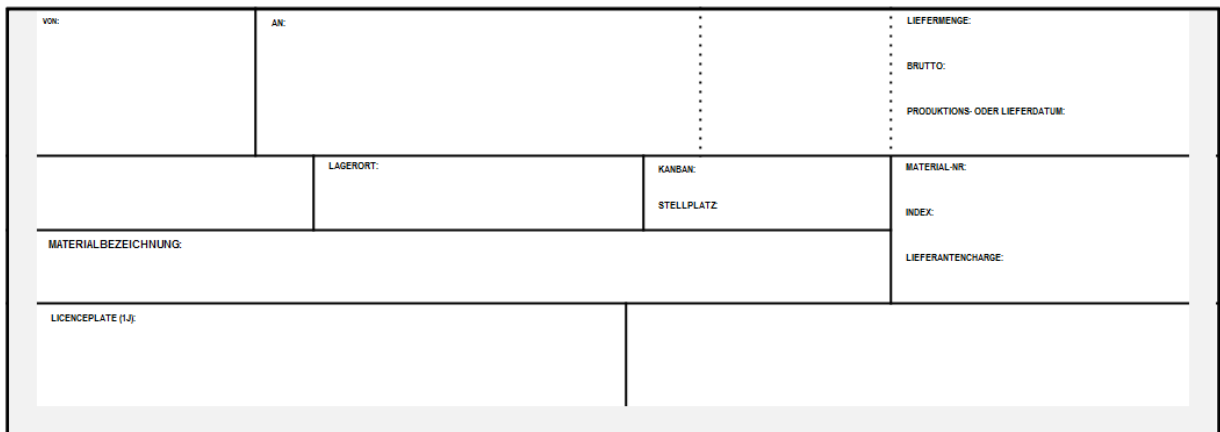 VON:
AN:
LIEFERMENGE:
BRUTTO:
PRODUKTIONS- ODER LIEFERDATUM:
LAGERORT:
KANBAN:
STELLPLATZ:
MATERIAL-NR:
INDEX:
LIEFERANTENCHARGE:
MATERIALBEZEICHNUNG:
LICENCEPLATE (1J):